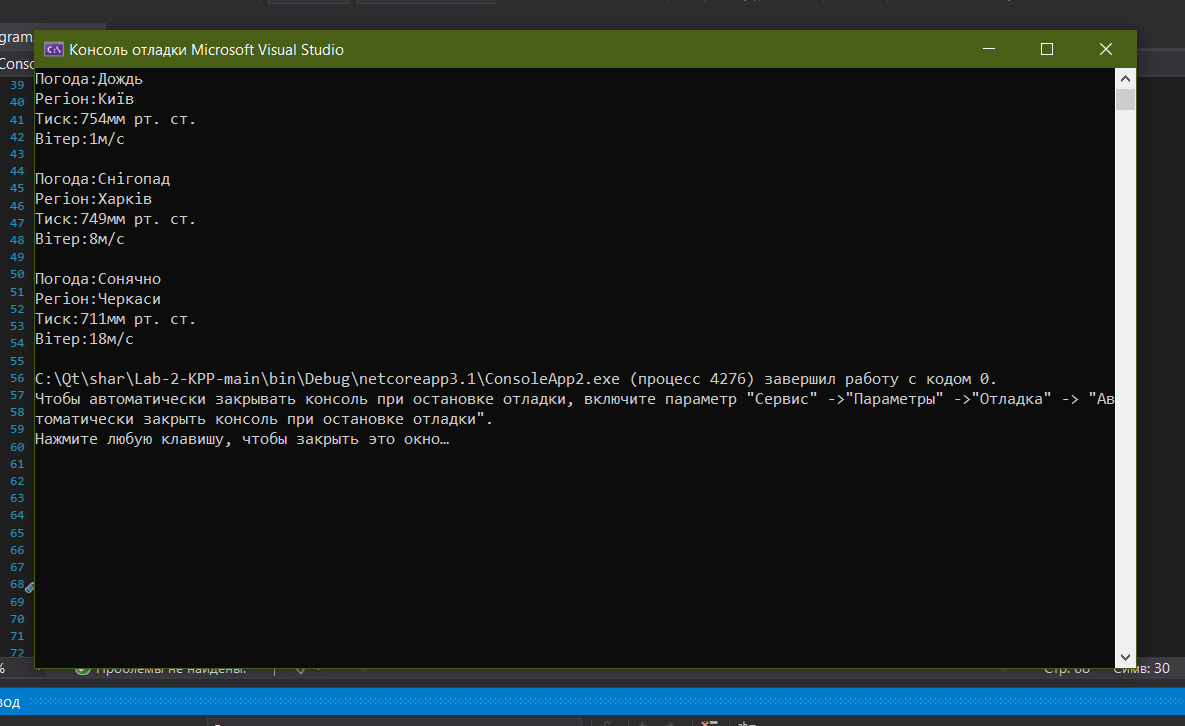 gram
Консоль отладки Microsoft Visual Studio
Conso
39
40
41
42
43
44
45
46
47
48
49
50
51
52
53
54
55
56
57
58
59
60
61
62
63
64
65
66
67
68
69
70
71
72
Погода:Дождь
Регіон:Київ
Тиск:754мм рт. ст.
Вітер:1м/с
Погода:Снігопад
Регіон:Харків
Тиск:749мм рт. ст.
Вітер:8м/с
Погода:Сонячно
Регіон:Черкаси
Тиск:711мм рт. ст.
Вітер:18м/с
C:\Qt\shar\Lab-2-KPP-main\bin\Debug\netcoreapp3.1\ConsoleApp2.exe (процесс 4276) завершил работу с кодом 0.
Чтобы автоматически закрывать консоль при остановке отладки, включите параметр "Сервис" ->"Параметры" ->"Отладка" -> "Ав
томатически закрыть консоль при остановке отладки".
Нажмите любую клавишу, чтобы закрыть это окно…
% Проблемы не найдены. Стр: 68 Симв: 30
вод